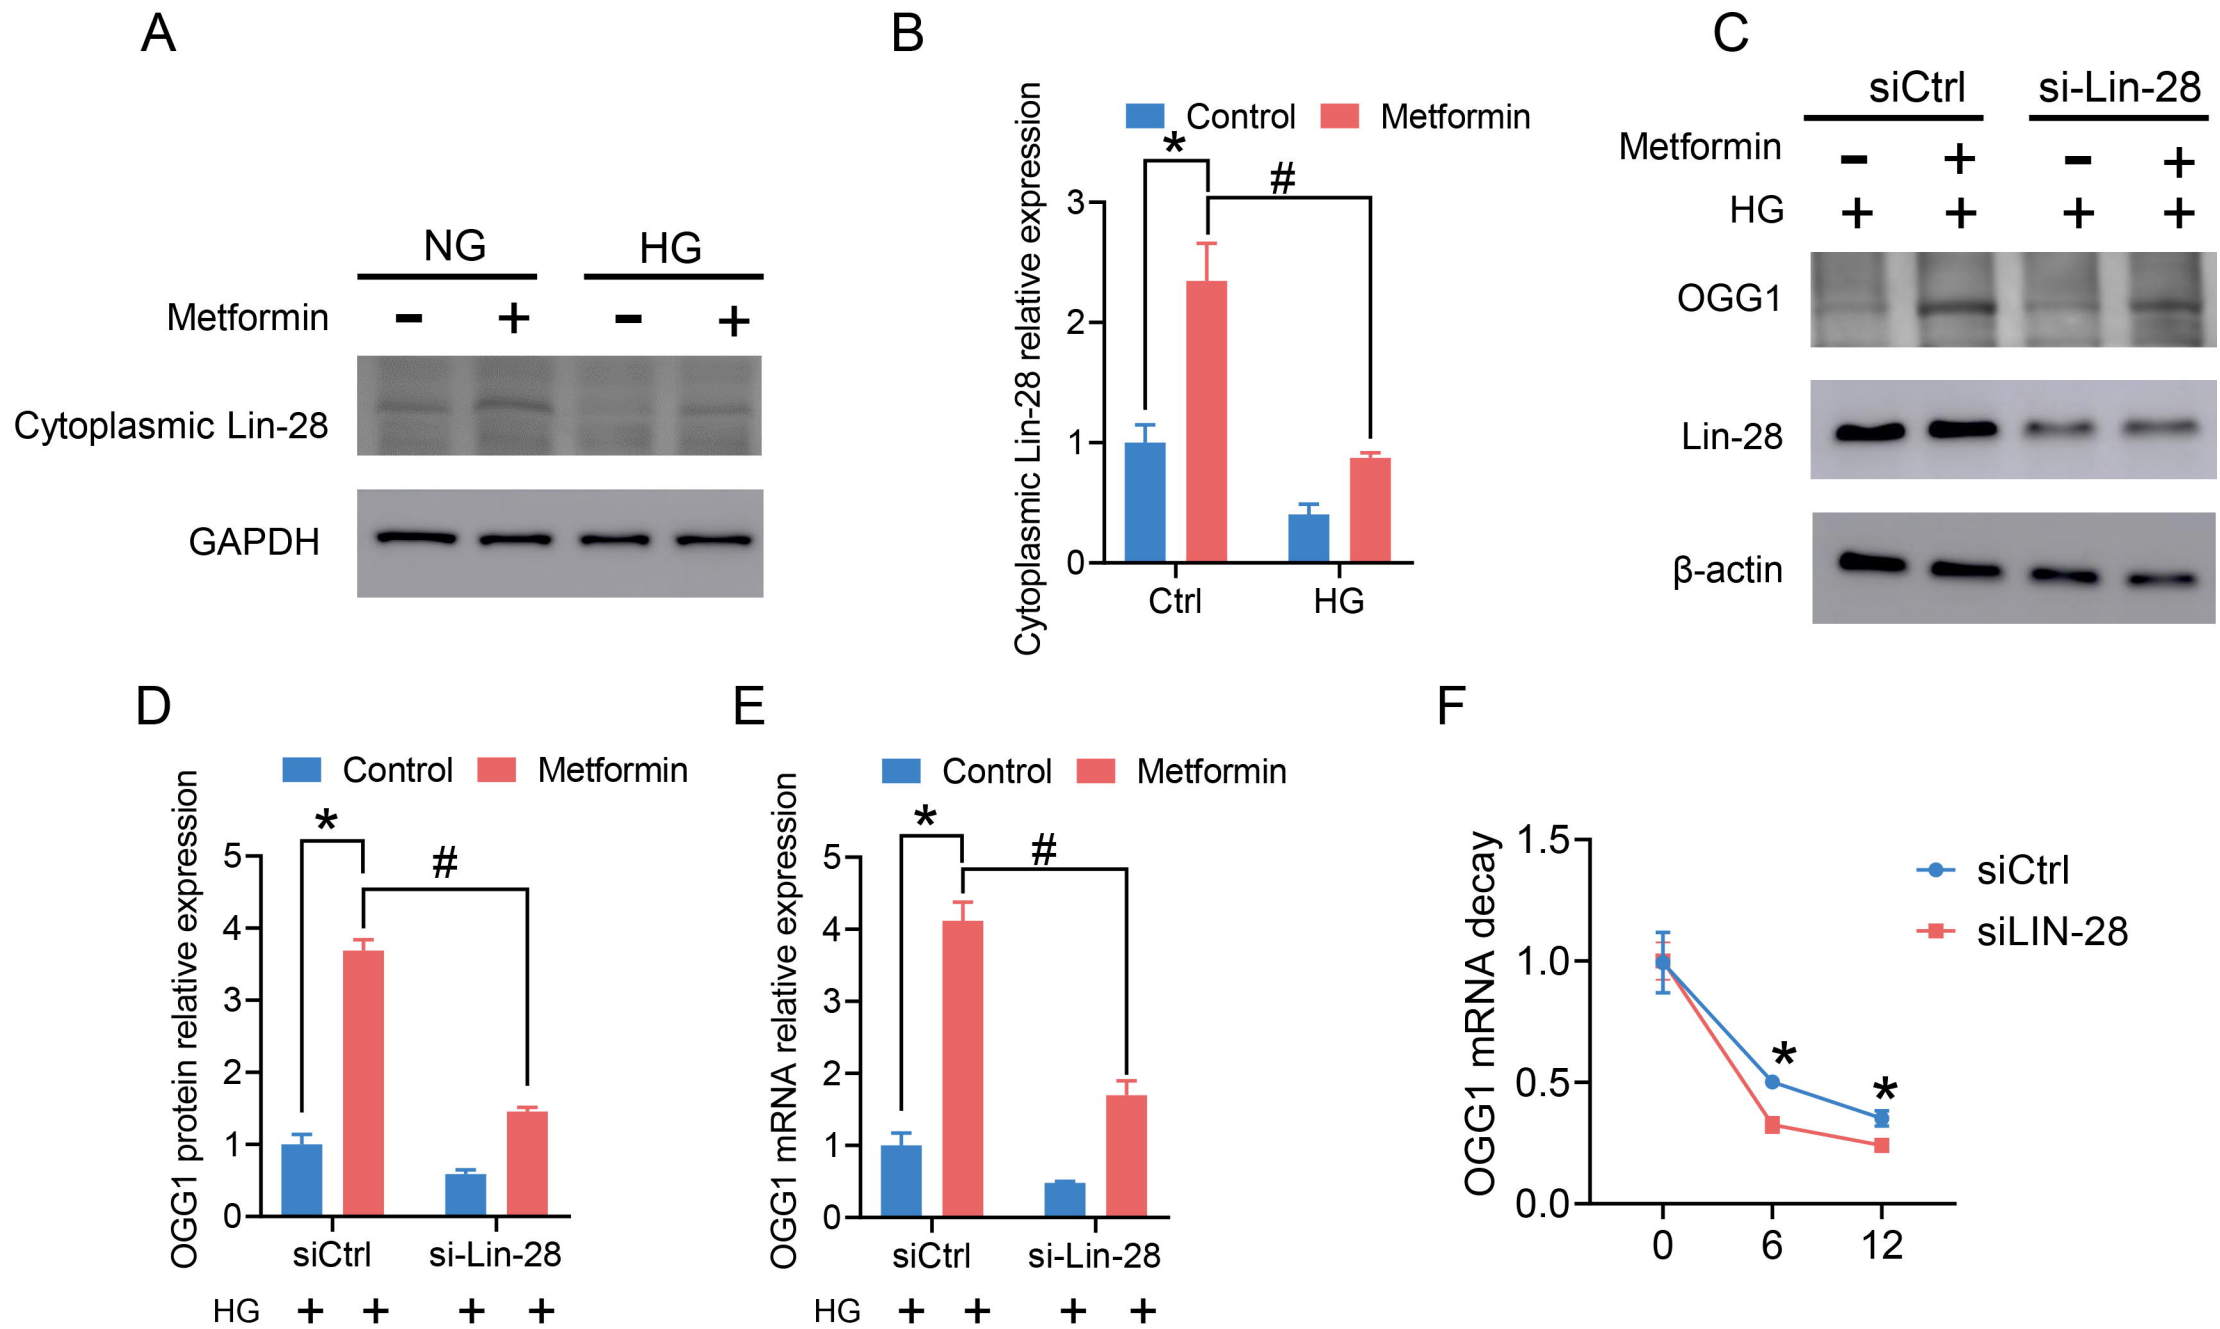 A
NG HG
Metformin - + - +
Cytoplasmic Lin-28
GAPDH
B
Control Metformin
* #
Cytoplasmic Lin-28 relative expression
3
2
1
0
Ctrl HG
C
siCtrl si-Lin-28
Metformin - + - +
HG + + + +
OGG1
Lin-28
β-actin
D
Control Metformin
* #
OGG1 protein relative expression
5
4
3
2
1
0
siCtrl si-Lin-28
HG + + + +
E
Control Metformin
* #
OGG1 mRNA relative expression
5
4
3
2
1
0
siCtrl si-Lin-28
HG + + + +
F
siCtrl
siLIN-28
OGG1 mRNA decay
1.5
1.0
0.5
0.0
* *
0 6 12